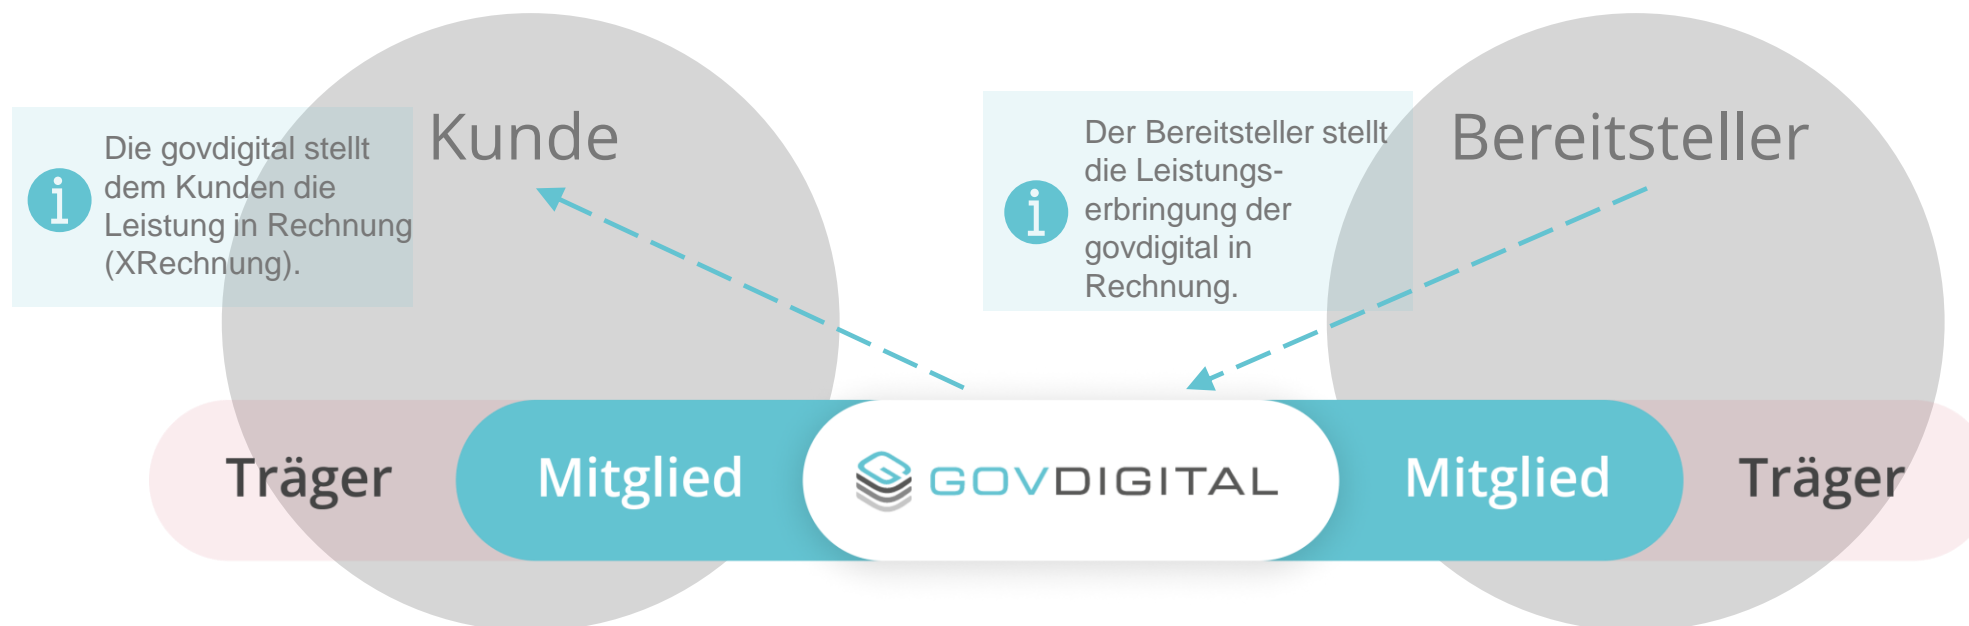 Kunde
Die govdigital stellt
dem Kunden die
Leistung in Rechnung
(XRechnung).
Bereitsteller
Der Bereitsteller stellt
die Leistungs-
erbringung der
govdigital in
Rechnung.
Träger
Mitglied
GOVDIGITAL
Mitglied
Träger